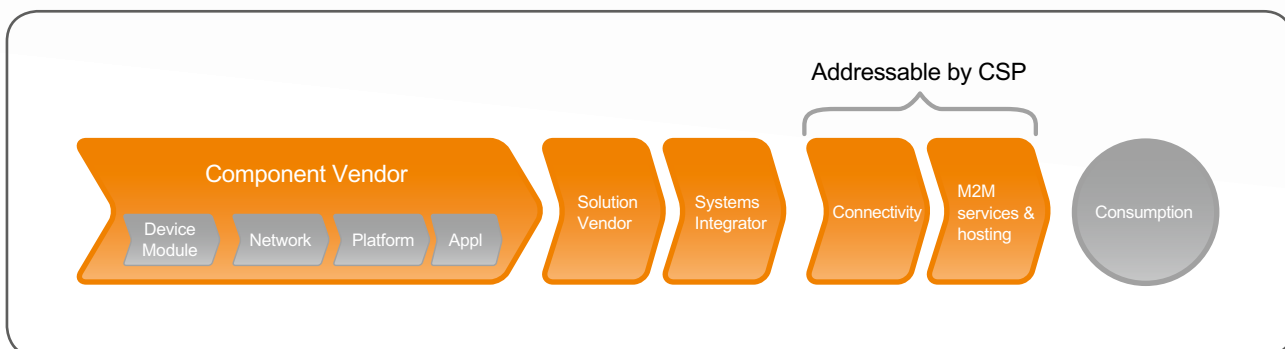 Addressable by CSP
Component Vendor
Device
Module
Network
Platform
Appl
Solution
Vendor
Systems
Integrator
Connectivity
M2M
services &
hosting
Consumption